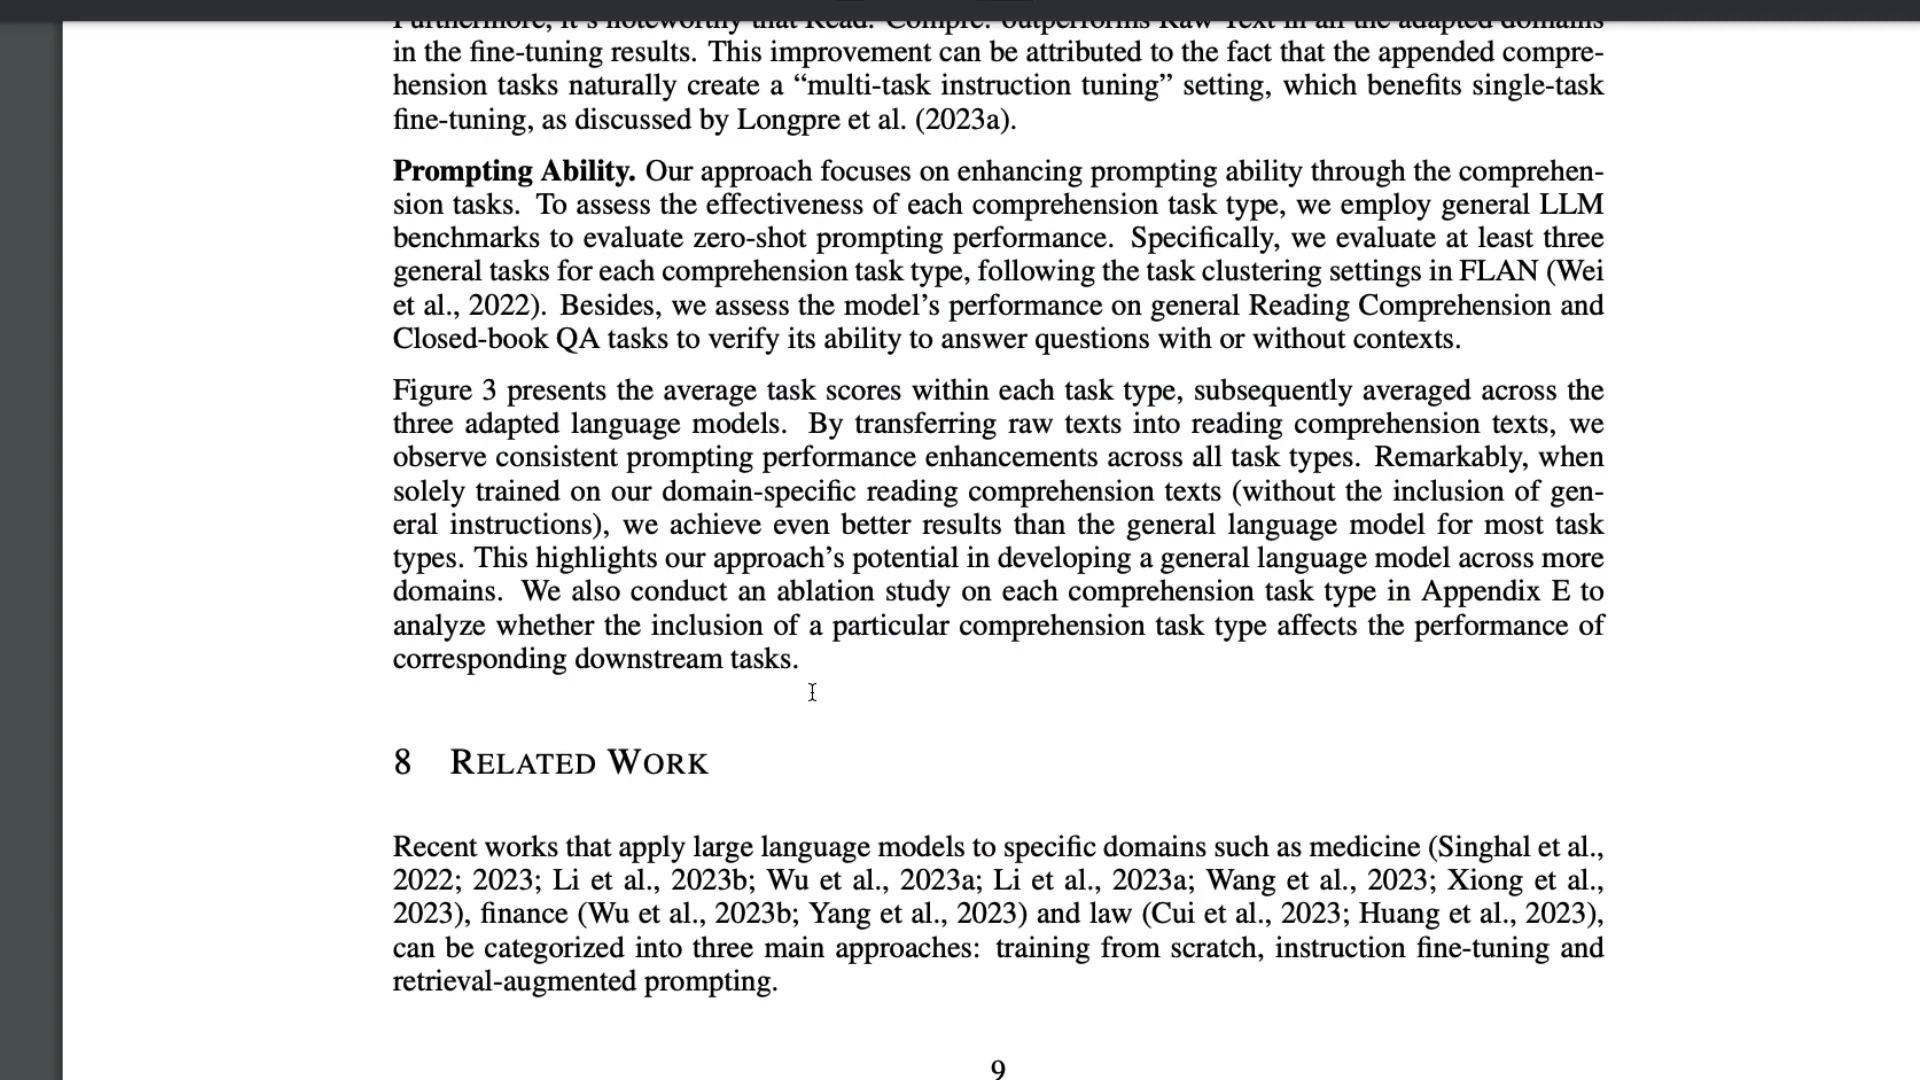 Furthermore, it's noteworthy that Read. Compre. outperforms Raw Text in all the adapted domains
in the fine-tuning results. This improvement can be attributed to the fact that the appended compre-
hension tasks naturally create a “multi-task instruction tuning” setting, which benefits single-task
fine-tuning, as discussed by Longpre et al. (2023a).
Prompting Ability. Our approach focuses on enhancing prompting ability through the comprehen-
sion tasks. To assess the effectiveness of each comprehension task type, we employ general LLM
benchmarks to evaluate zero-shot prompting performance. Specifically, we evaluate at least three
general tasks for each comprehension task type, following the task clustering settings in FLAN (Wei
et al., 2022). Besides, we assess the model’s performance on general Reading Comprehension and
Closed-book QA tasks to verify its ability to answer questions with or without contexts.
Figure 3 presents the average task scores within each task type, subsequently averaged across the
three adapted language models. By transferring raw texts into reading comprehension texts, we
observe consistent prompting performance enhancements across all task types. Remarkably, when
solely trained on our domain-specific reading comprehension texts (without the inclusion of gen-
eral instructions), we achieve even better results than the general language model for most task
types. This highlights our approach’s potential in developing a general language model across more
domains. We also conduct an ablation study on each comprehension task type in Appendix E to
analyze whether the inclusion of a particular comprehension task type affects the performance of
corresponding downstream tasks.
8 RELATED WORK
Recent works that apply large language models to specific domains such as medicine (Singhal et al.,
2022; 2023; Li et al., 2023b; Wu et al., 2023a; Li et al., 2023a; Wang et al., 2023; Xiong et al.,
2023), finance (Wu et al., 2023b; Yang et al., 2023) and law (Cui et al., 2023; Huang et al., 2023),
can be categorized into three main approaches: training from scratch, instruction fine-tuning and
retrieval-augmented prompting.
9